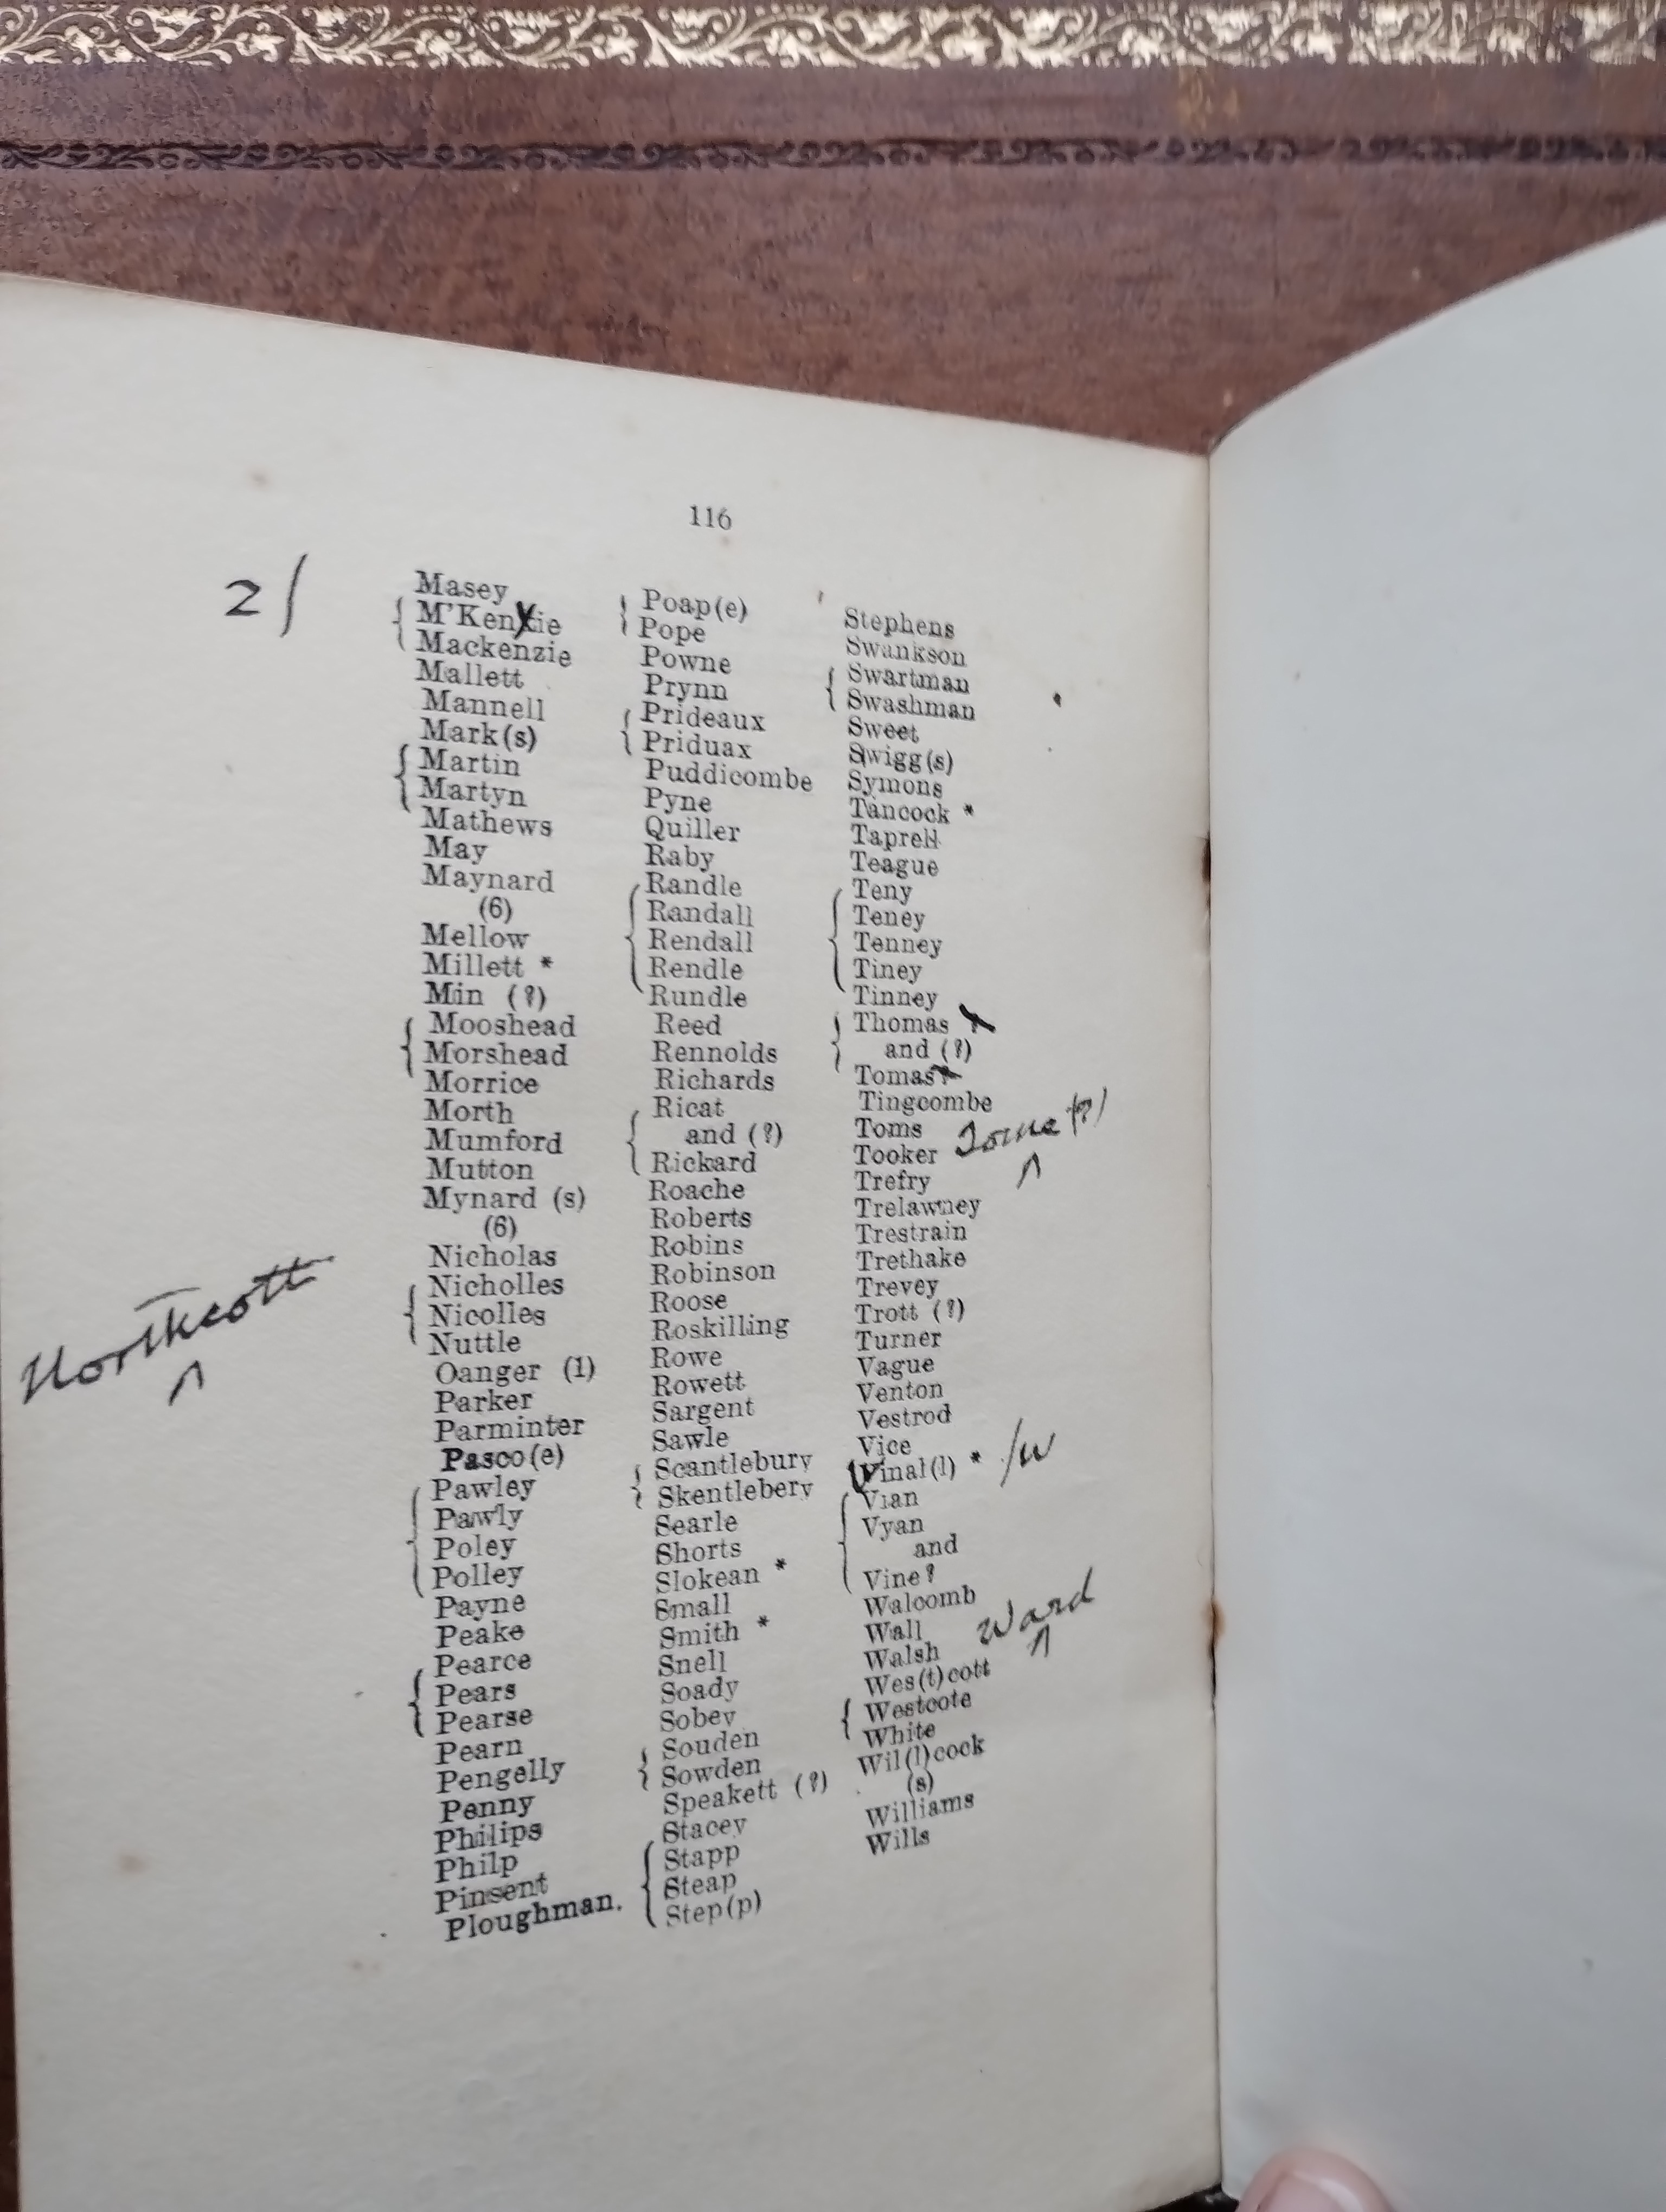 116
2/
Masey
M'Kenxie
Mackenzie
Mallett
Mannell
Mark(s)
Martin
Martyn
Mathews
May
Maynard
(6)
Mellow
Millett *
Min (?)
Mooshead
Morshead
Morrice
Morth
Mumford
Mutton
Mynard (s)
(6)
Nicholas
Nicholles
Nicolles
Nuttle
Northcott
Oanger (1)
Parker
Parminter
Pasco(e)
Pawley
Pawly
Poley
Polley
Payne
Peake
Pearce
Pears
Pearse
Pearn
Pengelly
Penny
Philips
Philp
Pinsent
Ploughman.
Poap(e)
Pope
Powne
Prynn
Prideaux
Priduax
Puddicombe
Pyne
Quiller
Raby
Randle
Randall
Rendall
Rendle
Rundle
Reed
Rennolds
Richards
Ricat
and (?)
Rickard
Roache
Roberts
Robins
Robinson
Roose
Roskilling
Rowe
Rowett
Sargent
Sawle
Scantlebury
Skentlebery
Searle
Shorts
Slokean *
Small
Smith *
Snell
Soady
Sobey
Souden
Sowden
Speakett (?)
Stacey
Stapp
Steap
Step(p)
Stephens
Swankson
Swartman
Swashman
Sweet
Swigg(s)
Symons
Tancock *
Taprell
Teague
Teny
Teney
Tenney
Tiney
Tinney
Thomas
and (?)
Tomas
Tingcombe
Toms
Tooker
(?)
Trefry
Trelawney
Trestrain
Trethake
Trevey
Trott (?)
Turner
Vague
Venton
Vestrod
Vice
Vinal(l) * /W
Vian
Vyan
and
Vine?
Walcomb
Wall
Ward
Walsh
Wes(t)cott
Westcote
White
Wil(l)cock
(s)
Williams
Wills